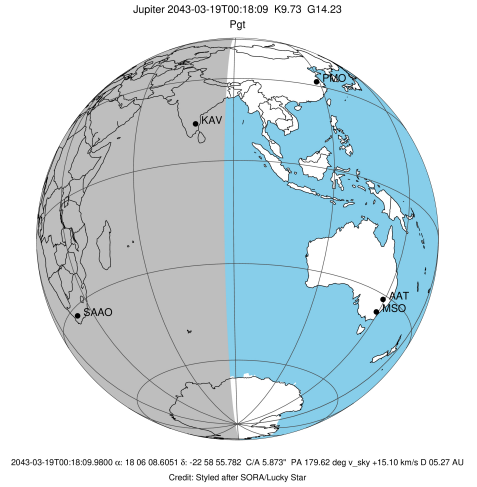 Jupiter 2043-03-19T00:18:09 K9.73 G14.23
Pgt
PMO
KAV
AAT
MSO
SAAO
2043-03-19T00:18:09.9800 α: 18 06 08.6051 δ: -22 58 55.782 C/A 5.873" PA 179.62 deg v_sky +15.10 km/s D 05.27 AU
Credit: Styled after SORA/Lucky Star